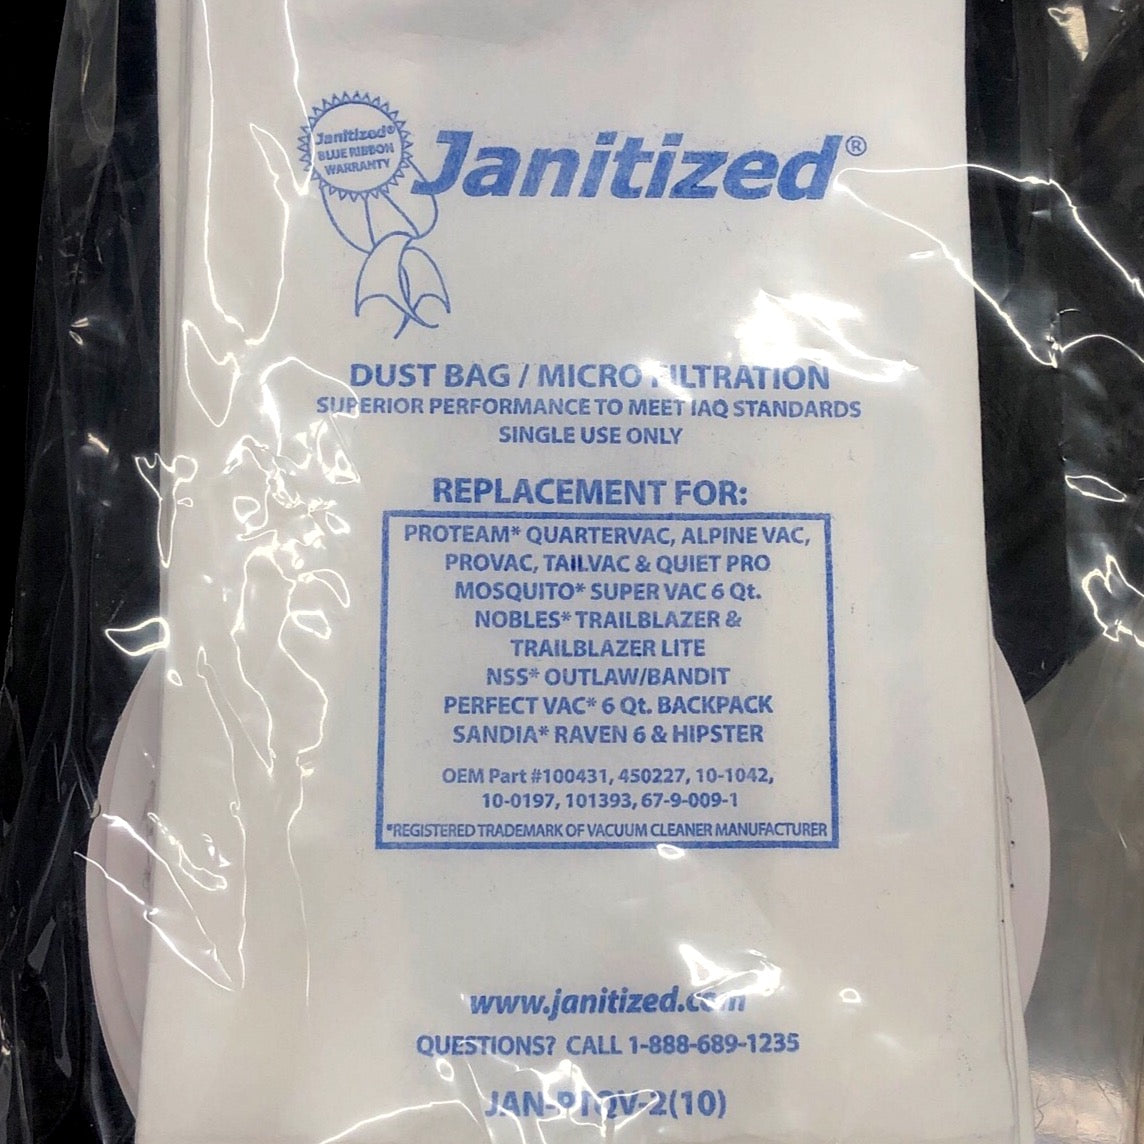 Janitized®
BLUE RIBBON
WARRANTY
Janitized®
DUST BAG / MICRO FILTRATION
SUPERIOR PERFORMANCE TO MEET IAQ STANDARDS
SINGLE USE ONLY
REPLACEMENT FOR:
PROTEAM* QUARTERVAC, ALPINE VAC,
PROVAC, TAILVAC & QUIET PRO
MOSQUITO* SUPER VAC 6 Qt.
NOBLES* TRAILBLAZER &
TRAILBLAZER LITE
NSS* OUTLAW/BANDIT
PERFECT VAC* 6 Qt. BACKPACK
SANDIA* RAVEN 6 & HIPSTER
OEM Part #100431, 450227, 10-1042,
10-0197, 101393, 67-9-009-1
*REGISTERED TRADEMARK OF VACUUM CLEANER MANUFACTURER
www.janitized.com
QUESTIONS? CALL 1-888-689-1235
JAN-PTQV-2(10)